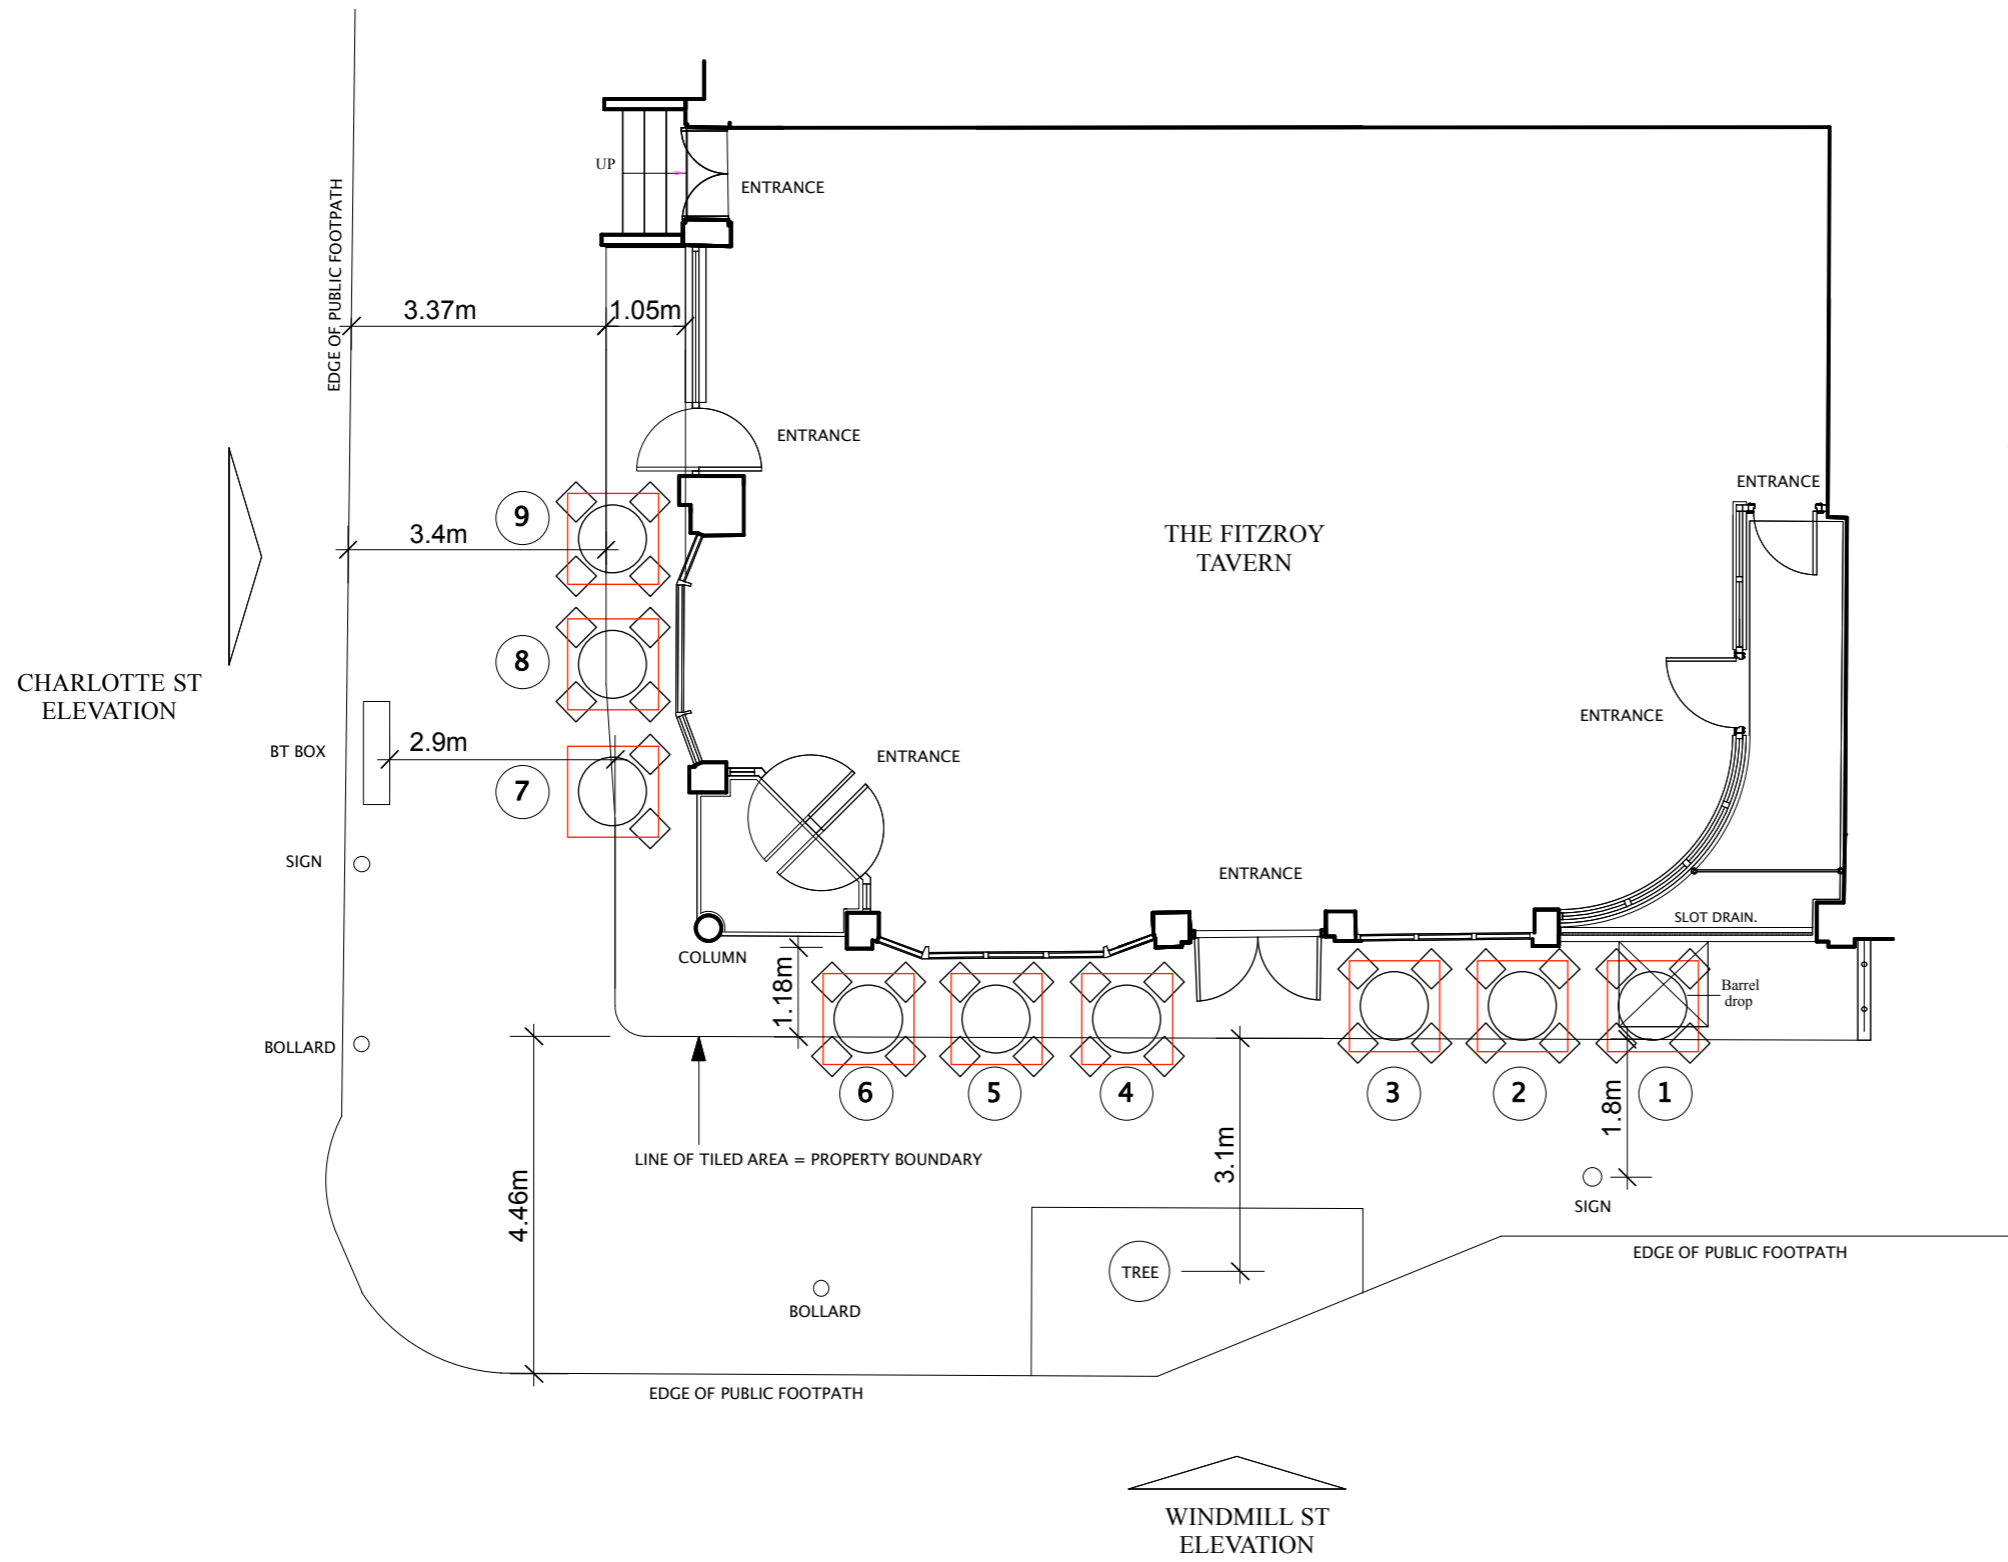 UP
ENTRANCE
EDGE OF PUBLIC FOOTPATH
3.37m
1.05m
ENTRANCE
ENTRANCE
9
3.4m
THE FITZROY
TAVERN
8
CHARLOTTE ST
ELEVATION
ENTRANCE
2.9m
BT BOX
ENTRANCE
7
SIGN
ENTRANCE
SLOT DRAIN.
COLUMN
1.18m
Barrel
drop
BOLLARD
6
5
4
3
2
1
1.8m
LINE OF TILED AREA = PROPERTY BOUNDARY
3.1m
4.46m
SIGN
EDGE OF PUBLIC FOOTPATH
TREE
BOLLARD
EDGE OF PUBLIC FOOTPATH
WINDMILL ST
ELEVATION